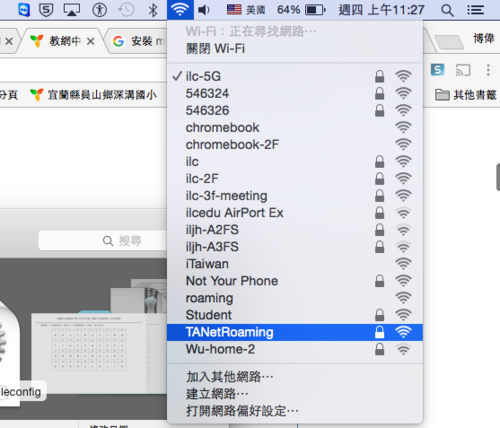 美國 64% 週四 上午11:27
Wi-Fi：正在尋找網路⋯
關閉 Wi-Fi
教網中
安裝 m
博偉
分頁
宜蘭縣員山鄉深溝國小
其他書籤
✓ilc-5G
546324
546326
chromebook
chromebook-2F
ilc
ilc-2F
ilc-3f-meeting
ilcedu AirPort Ex
iljh-A2FS
iljh-A3FS
iTaiwan
Not Your Phone
roaming
Student
TANetRoaming
Wu-home-2
加入其他網路⋯
建立網路⋯
打開網路偏好設定⋯
搜尋
ieconfig